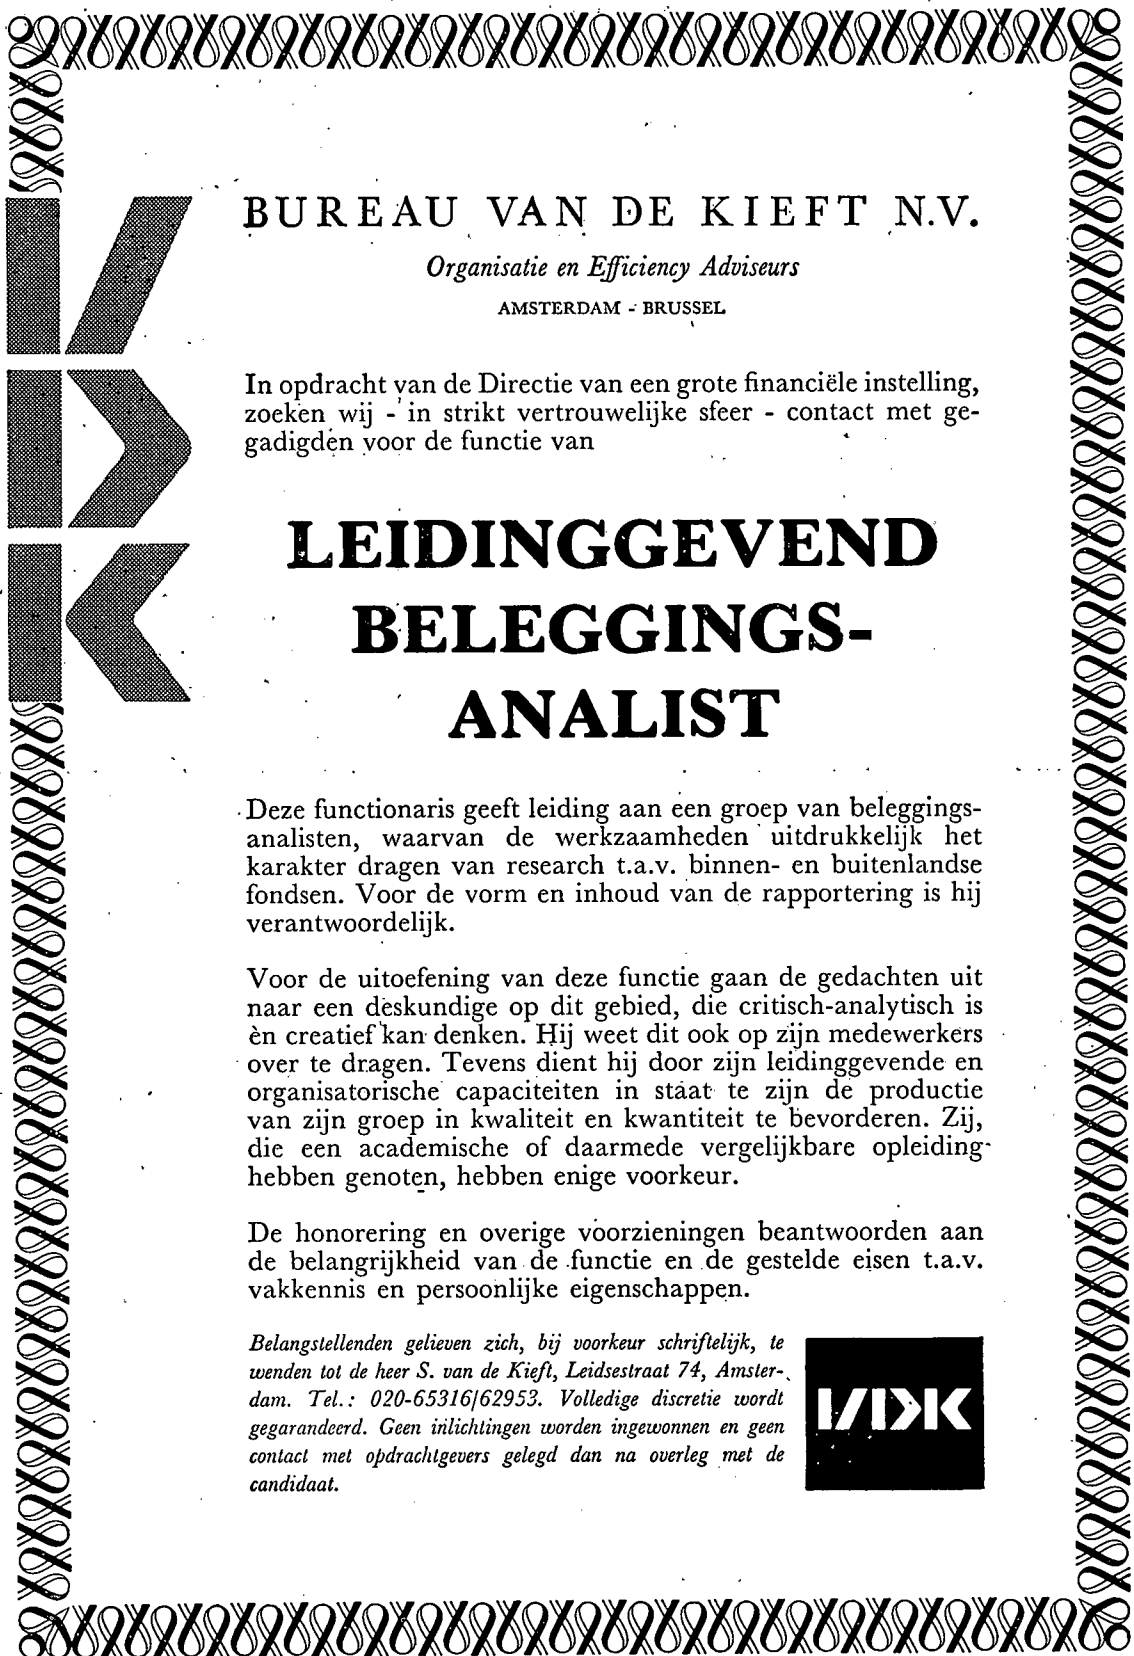 BUREAU VAN DE KIEFT N.V.
Organisatie en Efficiency Adviseurs
AMSTERDAM - BRUSSEL
In opdracht van de Directie van een grote financiële instelling,
zoeken wij - in strikt vertrouwelijke sfeer - contact met ge-
gadigden voor de functie van
LEIDINGGEVEND
BELEGGINGS-
ANALIST
Deze functionaris geeft leiding aan een groep van beleggings-
analisten, waarvan de werkzaamheden uitdrukkelijk het
karakter dragen van research t.a.v. binnen- en buitenlandse
fondsen. Voor de vorm en inhoud van de rapportering is hij
verantwoordelijk.
Voor de uitoefening van deze functie gaan de gedachten uit
naar een deskundige op dit gebied, die critisch-analytisch is
èn creatief kan denken. Hij weet dit ook op zijn medewerkers
over te dragen. Tevens dient hij door zijn leidinggevende en
organisatorische capaciteiten in staat te zijn de productie
van zijn groep in kwaliteit en kwantiteit te bevorderen. Zij,
die een academische of daarmede vergelijkbare opleiding
hebben genoten, hebben enige voorkeur.
De honorering en overige voorzieningen beantwoorden aan
de belangrijkheid van de functie en de gestelde eisen t.a.v.
vakkennis en persoonlijke eigenschappen.
Belangstellenden gelieven zich, bij voorkeur schriftelijk, te
wenden tot de heer S. van de Kieft, Leidsestraat 74, Amster-
dam. Tel.: 020-65316/62953. Volledige discretie wordt
gegarandeerd. Geen inlichtingen worden ingewonnen en geen
contact met opdrachtgevers gelegd dan na overleg met de
candidaat.
VDK